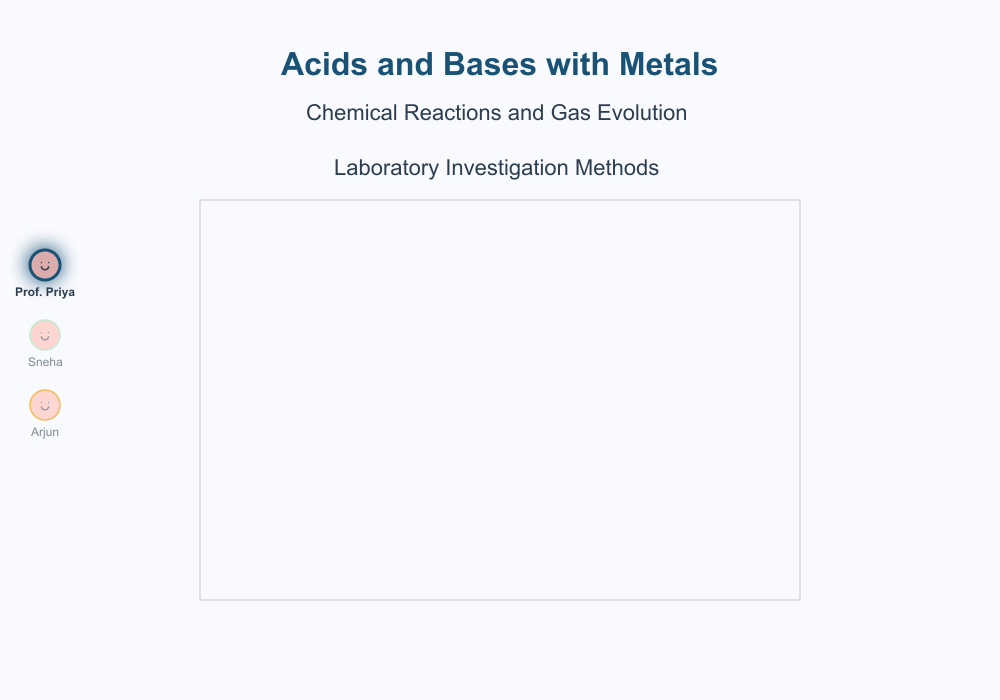 Acids and Bases with Metals
Chemical Reactions and Gas Evolution
Laboratory Investigation Methods
Prof. Priya
Sneha
Arjun